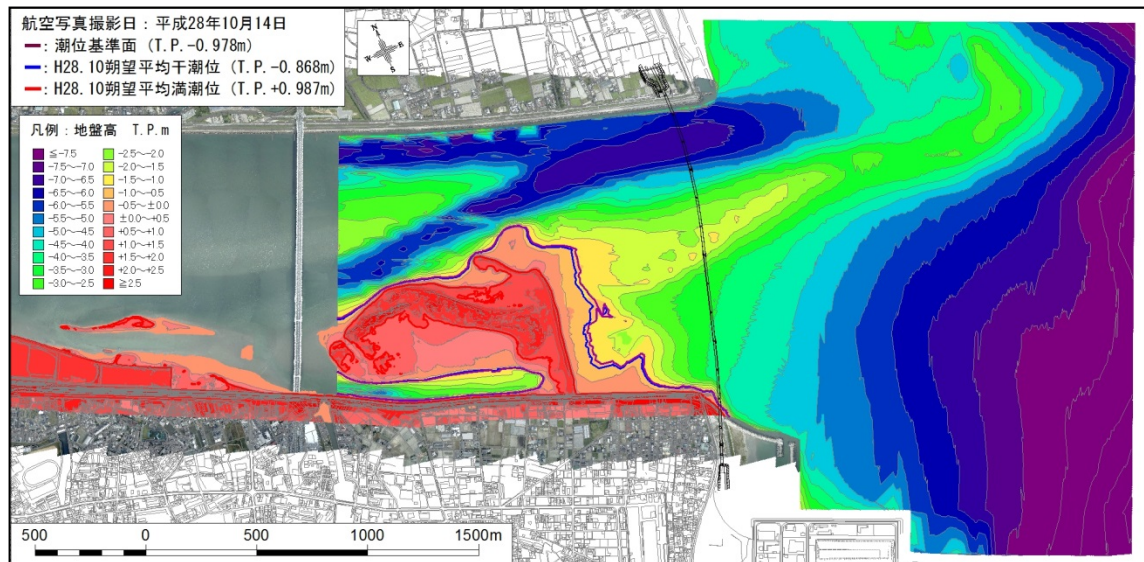 航空写真撮影日：平成28年10月14日
：潮位基準面（T.P.-0.978m）
：H28.10朔望平均干潮位（T.P.-0.868m）
：H28.10朔望平均満潮位（T.P.+0.987m）
N
E
W
S
凡例：地盤高　T.P.m
≦-7.5
-7.5～-7.0
-7.0～-6.5
-6.5～-6.0
-6.0～-5.5
-5.5～-5.0
-5.0～-4.5
-4.5～-4.0
-4.0～-3.5
-3.5～-3.0
-3.0～-2.5
-2.5～-2.0
-2.0～-1.5
-1.5～-1.0
-1.0～-0.5
-0.5～±0.0
±0.0～+0.5
+0.5～+1.0
+1.0～+1.5
+1.5～+2.0
+2.0～+2.5
≧2.5
500 0 500 1000 1500m